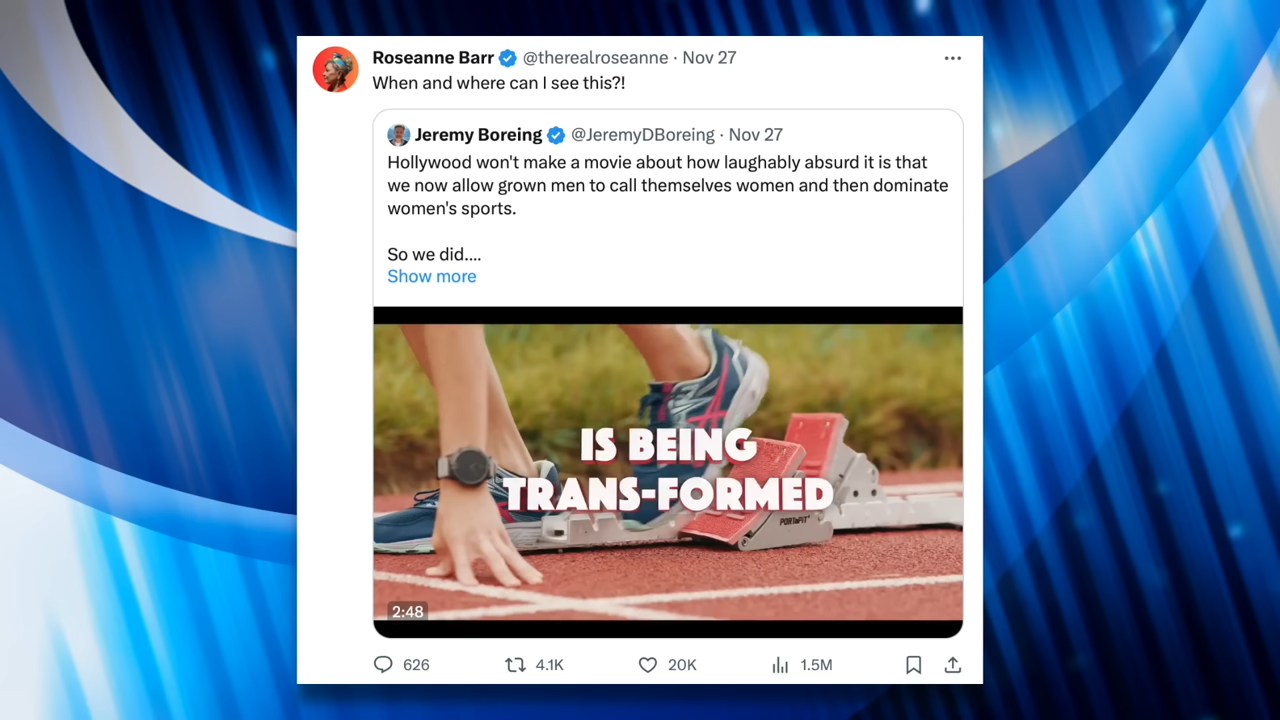 Roseanne Barr @therealroseanne · Nov 27
When and where can I see this?!
Jeremy Boreing @JeremyDBoreing · Nov 27
Hollywood won't make a movie about how laughably absurd it is that
we now allow grown men to call themselves women and then dominate
women's sports.
So we did....
Show more
IS BEING
TRANS-FORMED
PORTaPIT
2:48
626 4.1K 20K 1.5M